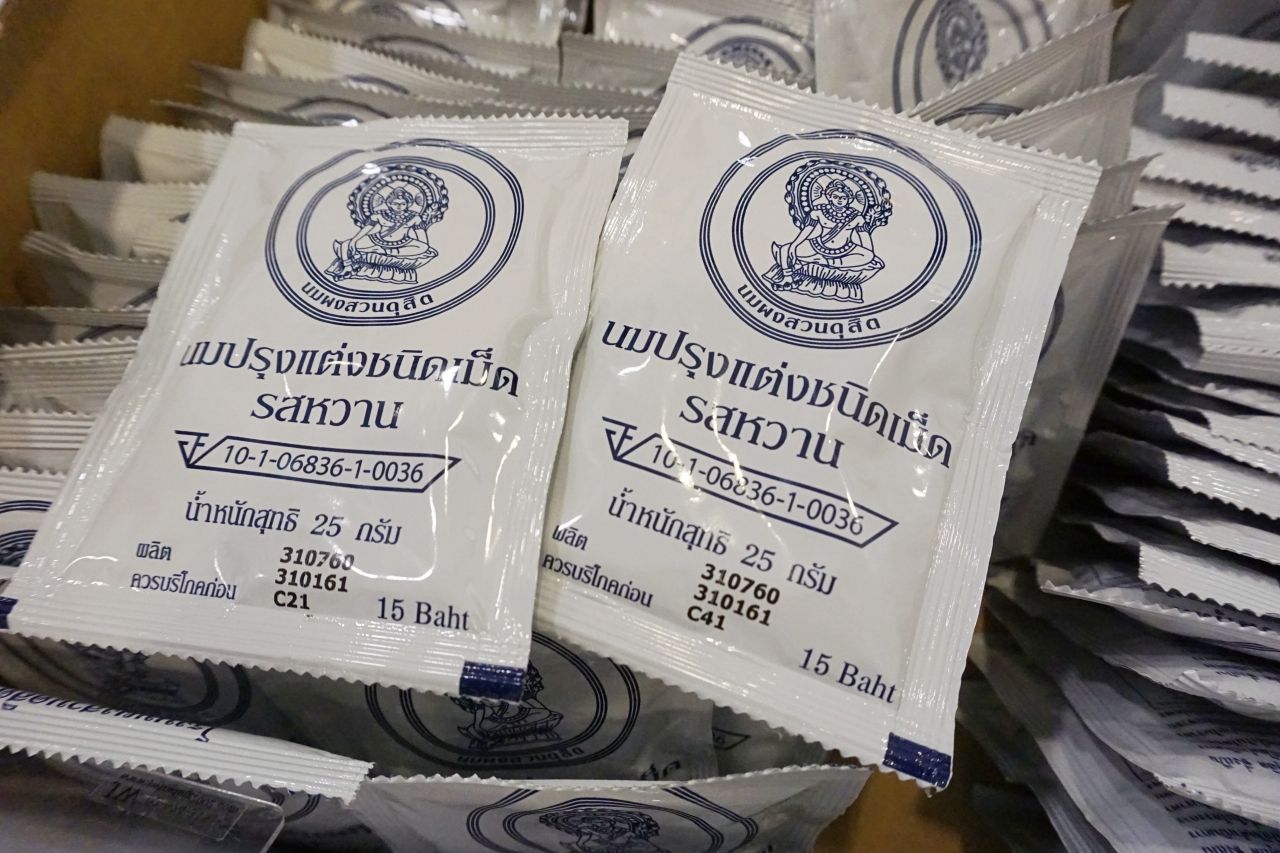 นมผงสวนดุสิต
นมปรุงแต่งชนิดเม็ด
รสหวาน
10-1-06836-1-0036
น้ำหนักสุทธิ 25 กรัม
ผลิต 310760
ควรบริโภคก่อน 310161
C21
15 Baht
นมผงสวนดุสิต
นมปรุงแต่งชนิดเม็ด
รสหวาน
10-1-06836-1-0036
น้ำหนักสุทธิ 25 กรัม
ผลิต 310760
ควรบริโภคก่อน 310161
C41
15 Baht